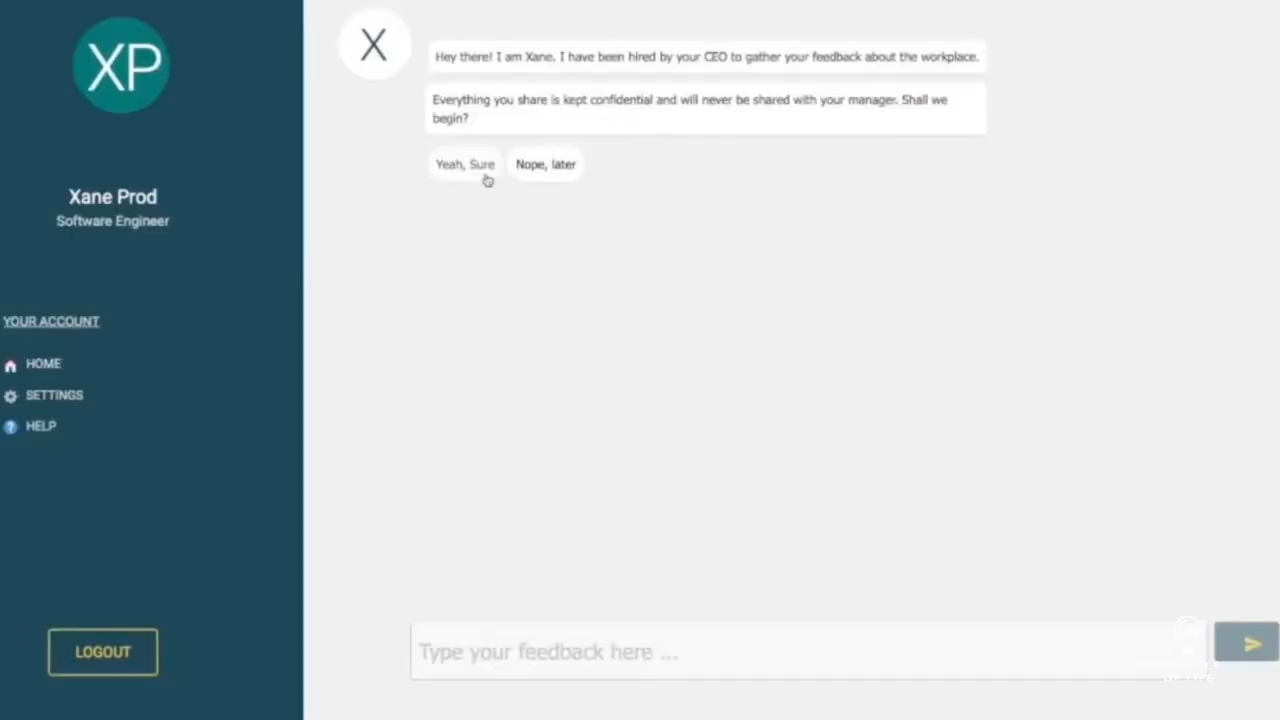 XP
Xane Prod
Software Engineer
YOUR ACCOUNT
HOME
SETTINGS
? HELP
LOGOUT
X
Hey there! I am Xane. I have been hired by your CEO to gather your feedback about the workplace.
Everything you share is kept confidential and will never be shared with your manager. Shall we
begin?
Yeah, Sure
Nope, later
Type your feedback here ...